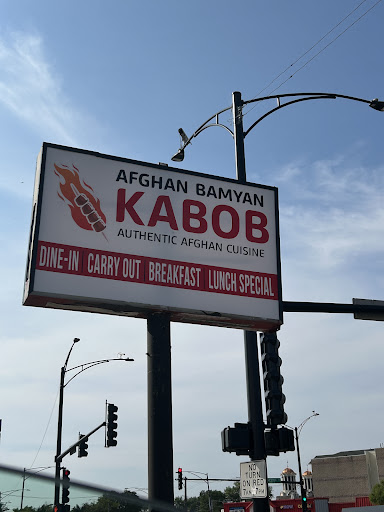 AFGHAN BAMYAN
KABOB
AUTHENTIC AFGHAN CUISINE
DINE-IN CARRY OUT BREAKFAST LUNCH SPECIAL
NO
TURN
ON RED